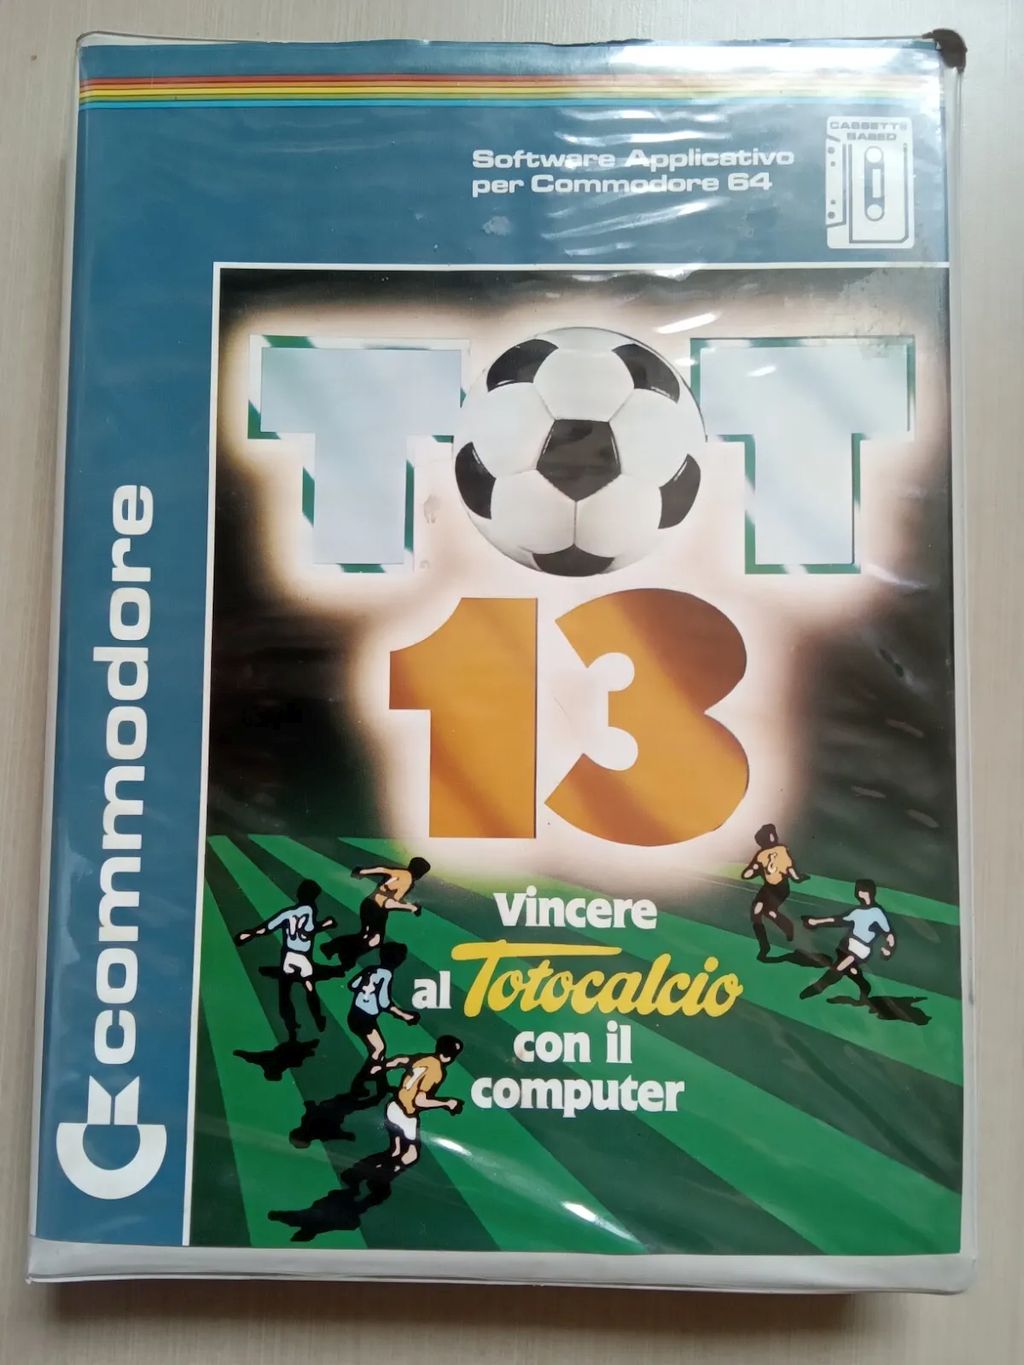 Software Applicativo
per Commodore 64
CASSETTE
BASED
TOT
13
Vincere
al Totocalcio
con il
computer
commodore